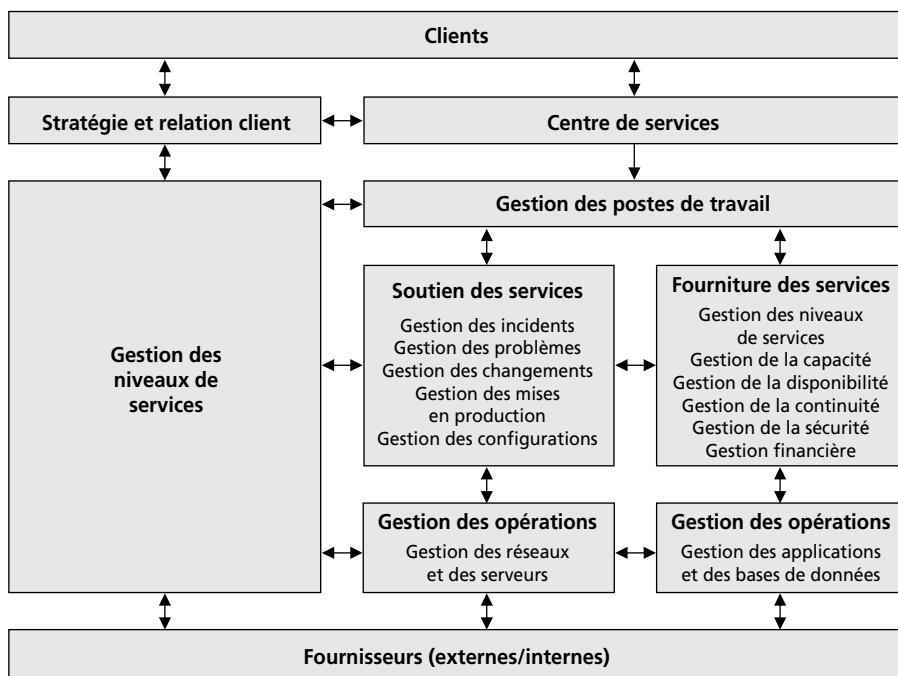 Clients
Stratégie et relation client
Centre de services
Gestion des postes de travail
Gestion des
niveaux de
services
Soutien des services
Gestion des incidents
Gestion des problèmes
Gestion des changements
Gestion des mises
en production
Gestion des configurations
Fourniture des services
Gestion des niveaux
de services
Gestion de la capacité
Gestion de la disponibilité
Gestion de la continuité
Gestion de la sécurité
Gestion financière
Gestion des opérations
Gestion des réseaux
et des serveurs
Gestion des opérations
Gestion des applications
et des bases de données
Fournisseurs (externes/internes)